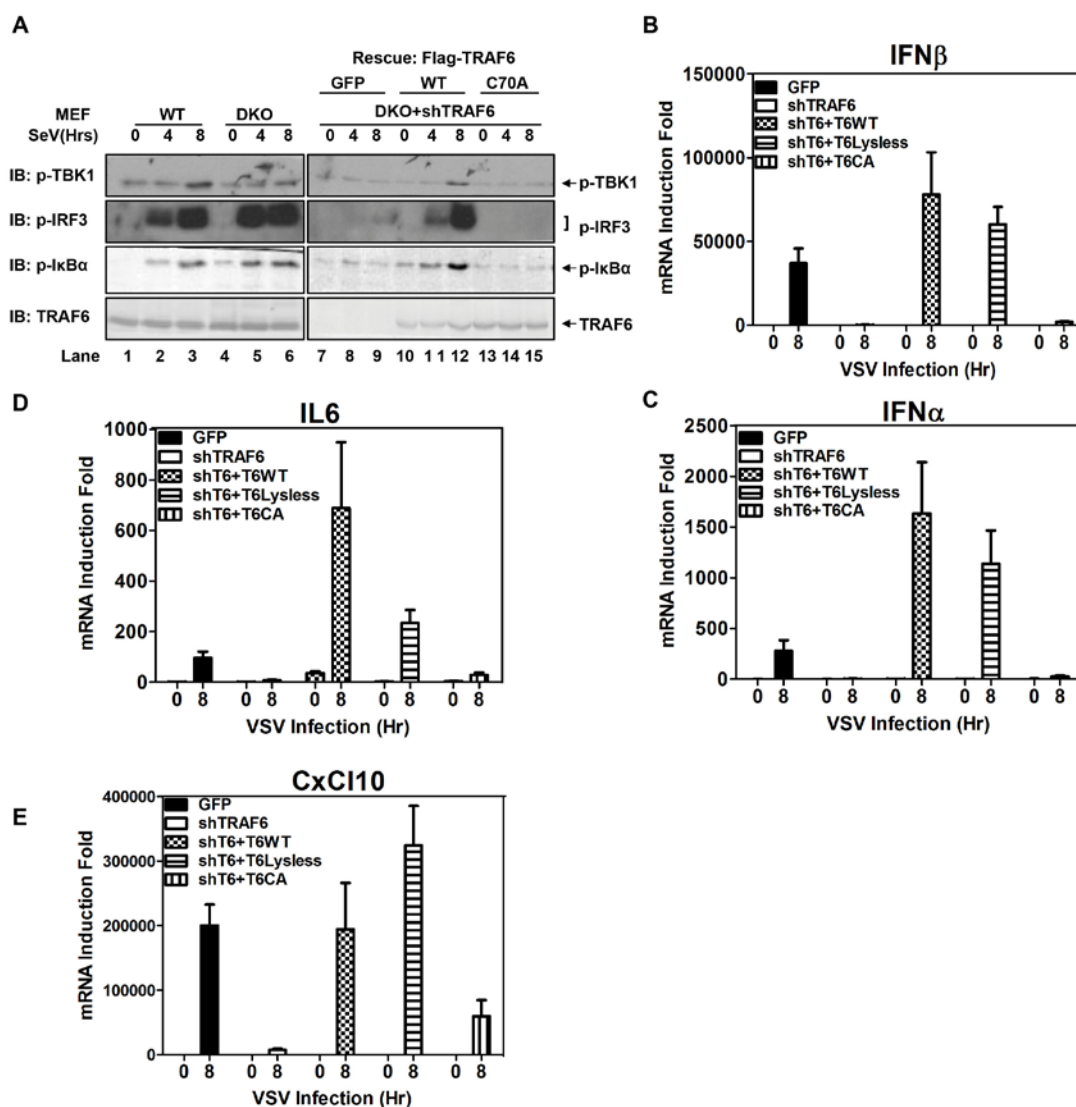 A
Rescue: Flag-TRAF6
GFP WT C70A
MEF WT DKO DKO+shTRAF6
SeV(Hrs) 0 4 8 0 4 8 0 4 8 0 4 8 0 4 8
IB: p-TBK1 p-TBK1
IB: p-IRF3 p-IRF3
IB: p-IκBα p-IκBα
IB: TRAF6 TRAF6
Lane 1 2 3 4 5 6 7 8 9 10 11 12 13 14 15
B
IFNβ
mRNA Induction Fold
150000
100000
50000
0
GFP
shTRAF6
shT6+T6WT
shT6+T6Lysless
shT6+T6CA
0 8 0 8 0 8 0 8 0 8
VSV Infection (Hr)
D
IL6
mRNA Induction Fold
1000
800
600
400
200
0
GFP
shTRAF6
shT6+T6WT
shT6+T6Lysless
shT6+T6CA
0 8 0 8 0 8 0 8 0 8
VSV Infection (Hr)
C
IFNα
mRNA Induction Fold
2500
2000
1500
1000
500
0
GFP
shTRAF6
shT6+T6WT
shT6+T6Lysless
shT6+T6CA
0 8 0 8 0 8 0 8 0 8
VSV Infection (Hr)
E
CxCl10
mRNA Induction Fold
400000
300000
200000
100000
0
GFP
shTRAF6
shT6+T6WT
shT6+T6Lysless
shT6+T6CA
0 8 0 8 0 8 0 8 0 8
VSV Infection (Hr)